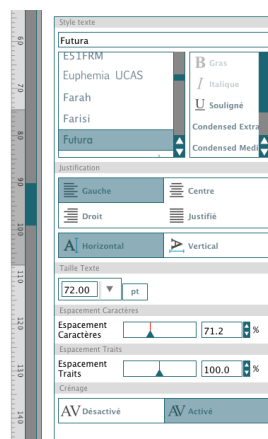 Style texte
Futura
E51FRM
Euphemia UCAS
Farah
Farisi
Futura
B Gras
I Italique
U Souligné
Condensed Extra
Condensed Medi
Justification
Gauche
Centre
Droit
Justifié
A Horizontal
A Vertical
Taille Texte
72.00 pt
Espacement Caractères
Espacement
Caractères
71.2 %
Espacement Traits
Espacement
Traits
100.0 %
Crénage
AV Désactivé
AV Activé
60
70
80
90
100
110
120
130
140